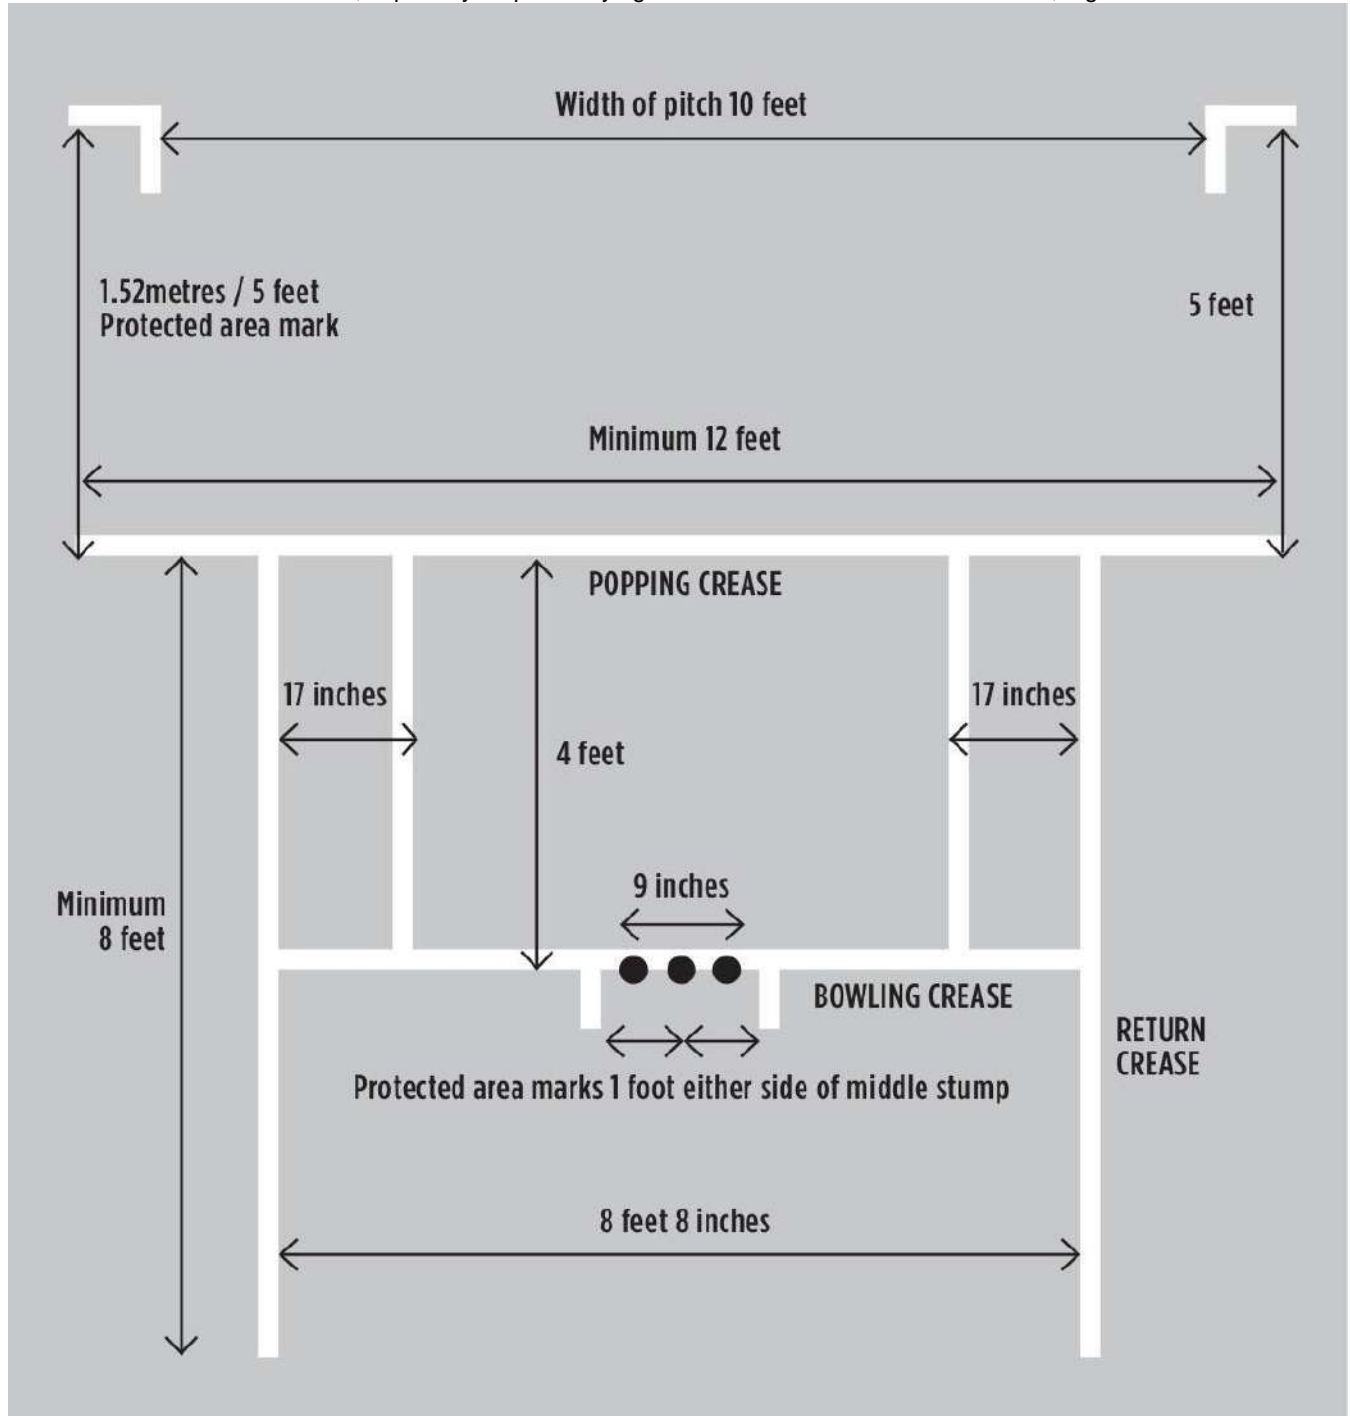 Width of pitch 10 feet
1.52metres / 5 feet
Protected area mark
5 feet
Minimum 12 feet
POPPING CREASE
17 inches
17 inches
4 feet
9 inches
Minimum
8 feet
BOWLING CREASE
RETURN
CREASE
Protected area marks 1 foot either side of middle stump
8 feet 8 inches